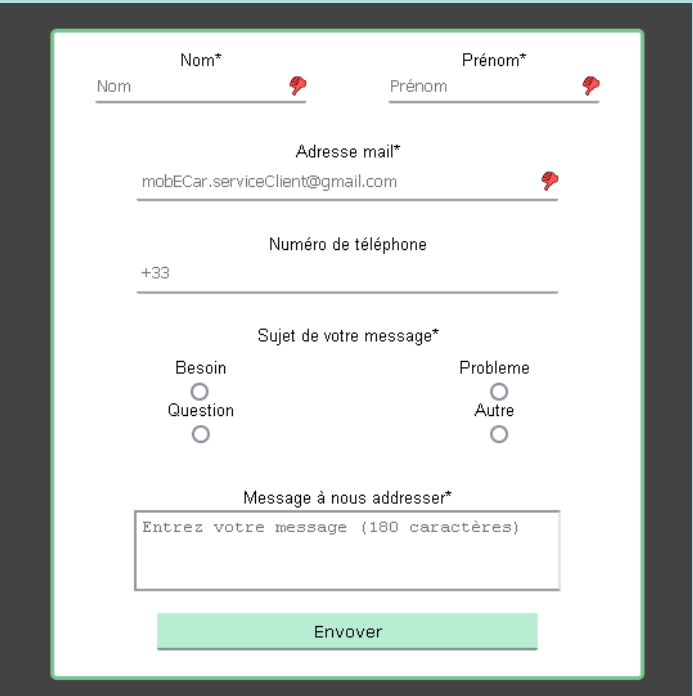 Nom* Prénom*
Nom Prénom
Adresse mail*
mobECar.serviceClient@gmail.com
Numéro de téléphone
+33
Sujet de votre message*
Besoin Probleme
Question Autre
Message à nous addresser*
Entrez votre message (180 caractères)
Envoyer